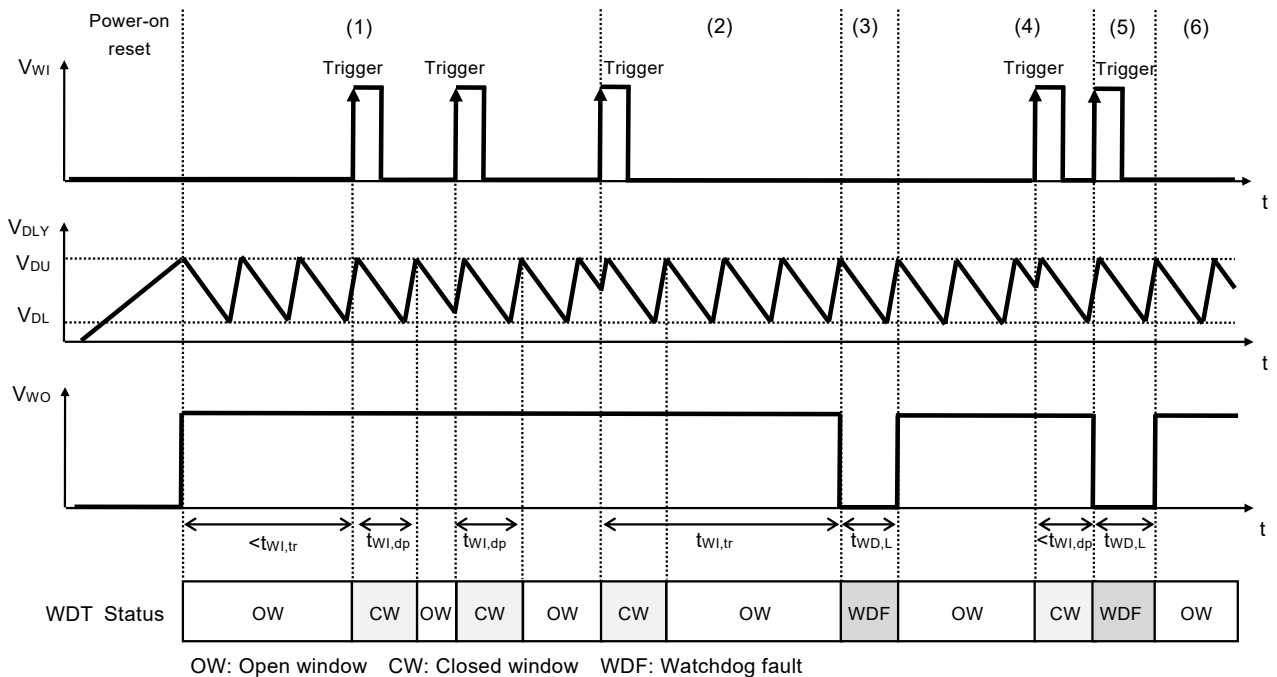 Power-on
reset
(1)
(2)
(3)
(4)
(5)
(6)
VWI
Trigger
Trigger
Trigger
Trigger
Trigger
t
VDLY
VDU
VDL
t
VWO
t
<tWI,tr
tWI,dp
tWI,dp
tWI,tr
tWD,L
<tWI,dp
tWD,L
WDT Status
OW
CW
OW
CW
OW
CW
OW
WDF
OW
CW
WDF
OW
OW: Open window CW: Closed window WDF: Watchdog fault